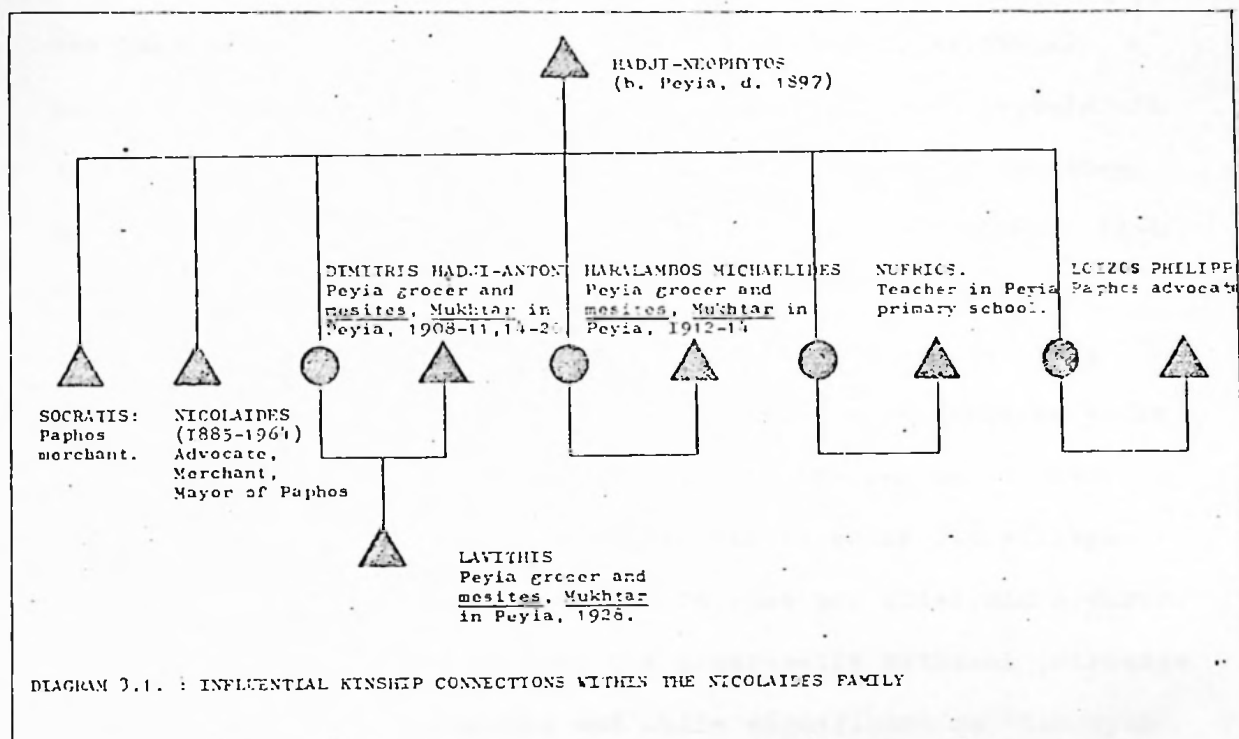 HADJI-NEOPHYTOS
(b. Peyia, d. 1897)
DIMITRIS HADJI-ANTONI
Peyia grocer and
mesites, Mukhtar in
Peyia, 1908-11,14-20
HARALAMBOS MICHAELIDES
Peyia grocer and
mesites, Mukhtar in
Peyia, 1912-14
NUFRIOS.
Teacher in Peyia
primary school.
LOIZOS PHILIPP
Paphos advocate
SOCRATIS:
Paphos
merchant.
NICOLAIDES
(1885-1964)
Advocate,
Merchant,
Mayor of Paphos
LAVITHIS
Peyia grocer and
mesites, Mukhtar
in Peyia, 1926.
DIAGRAM 3.1. : INFLUENTIAL KINSHIP CONNECTIONS WITHIN THE NICOLAIDES FAMILY